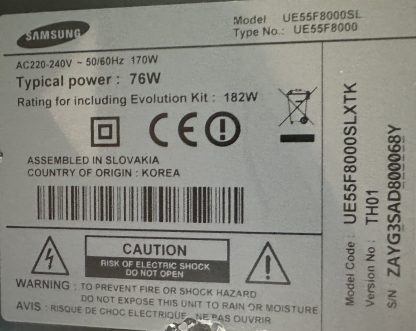 SAMSUNG
Model UE55F8000SL
Type No.: UE55F8000
AC220-240V ~ 50/60Hz 170W
Typical power : 76W
Rating for including Evolution Kit : 182W
CE
ASSEMBLED IN SLOVAKIA
COUNTRY OF ORIGIN : KOREA
CAUTION
RISK OF ELECTRIC SHOCK
DO NOT OPEN
WARNING : TO PREVENT FIRE OR SHOCK HAZARD
DO NOT EXPOSE THIS UNIT TO RAIN OR MOISTURE
AVIS : RISQUE DE CHOC ELECTRIQUE NE PAS OUVRIR
Model Code : UE55F8000SLXTK
Version No : TH01
S/N ZAYG3SAD800068Y